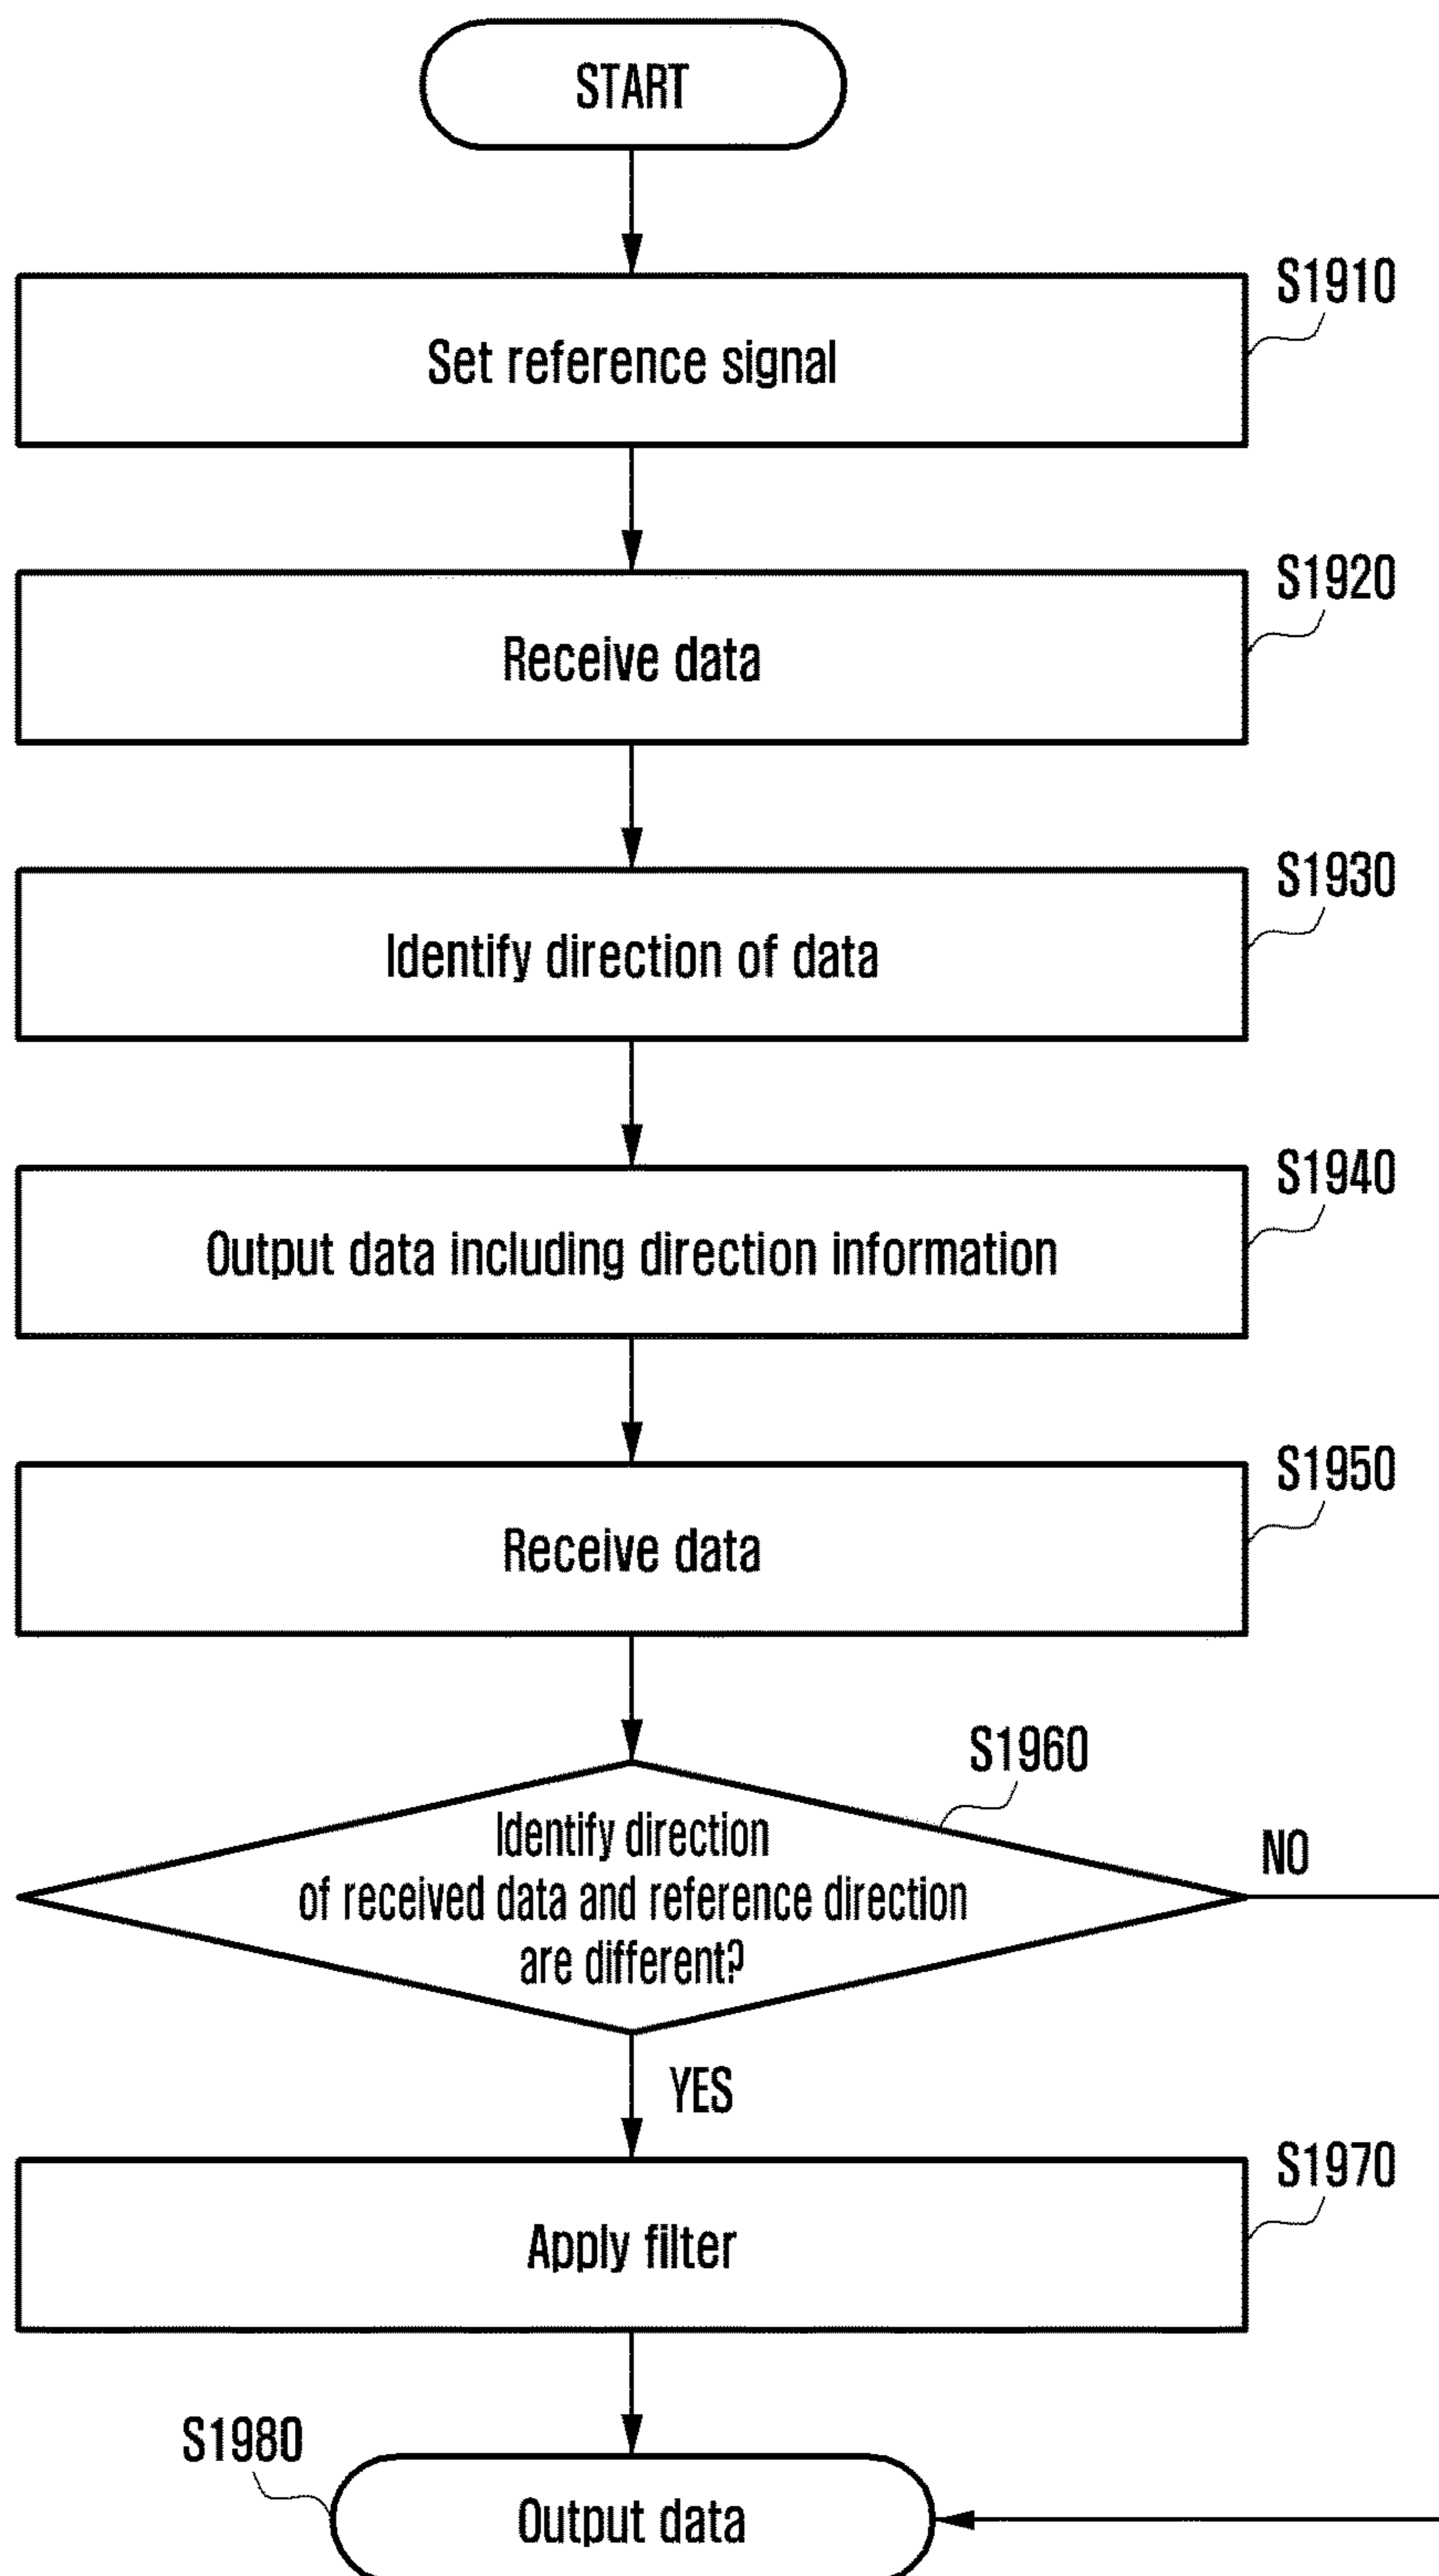 START
S1910
Set reference signal
S1920
Receive data
S1930
Identify direction of data
S1940
Output data including direction information
S1950
Receive data
S1960
Identify direction
of received data and reference direction
are different?
NO
YES
S1970
Apply filter
S1980
Output data